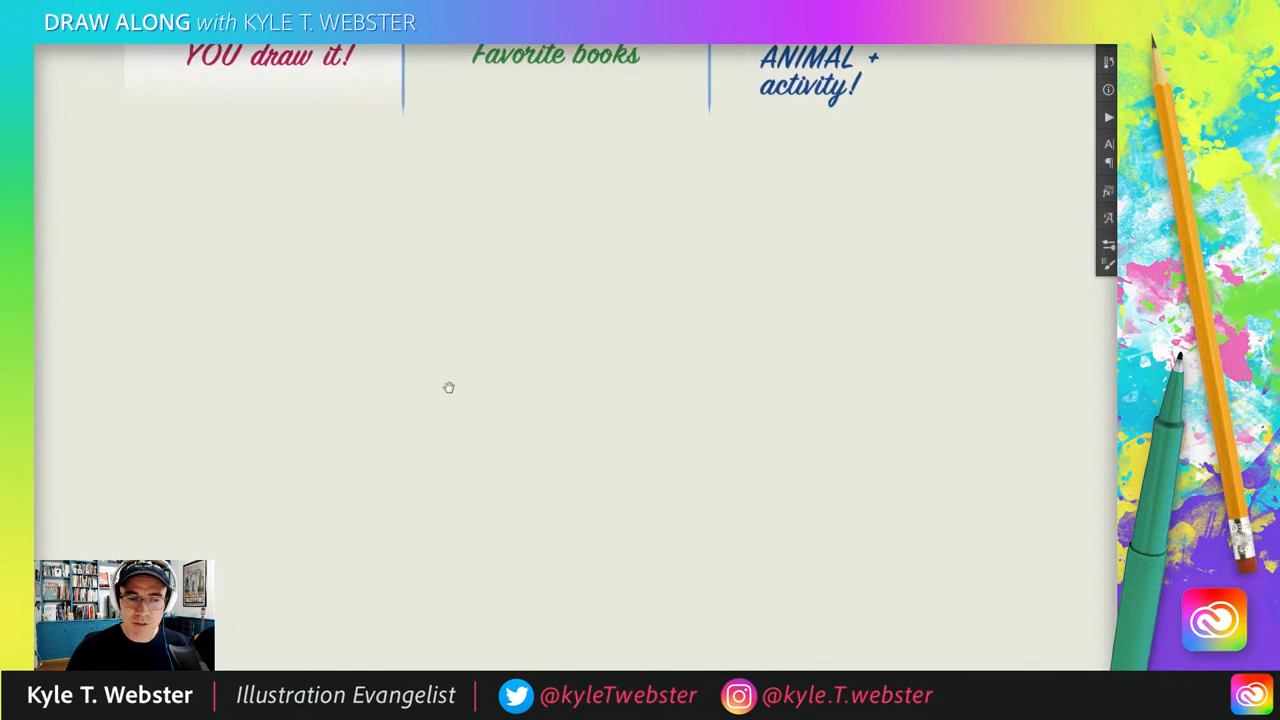 DRAW ALONG with KYLE T. WEBSTER
YOU draw it!
Favorite books
ANIMAL +
activity!
Kyle T. Webster | Illustration Evangelist | @kyleTwebster @kyle.T.webster